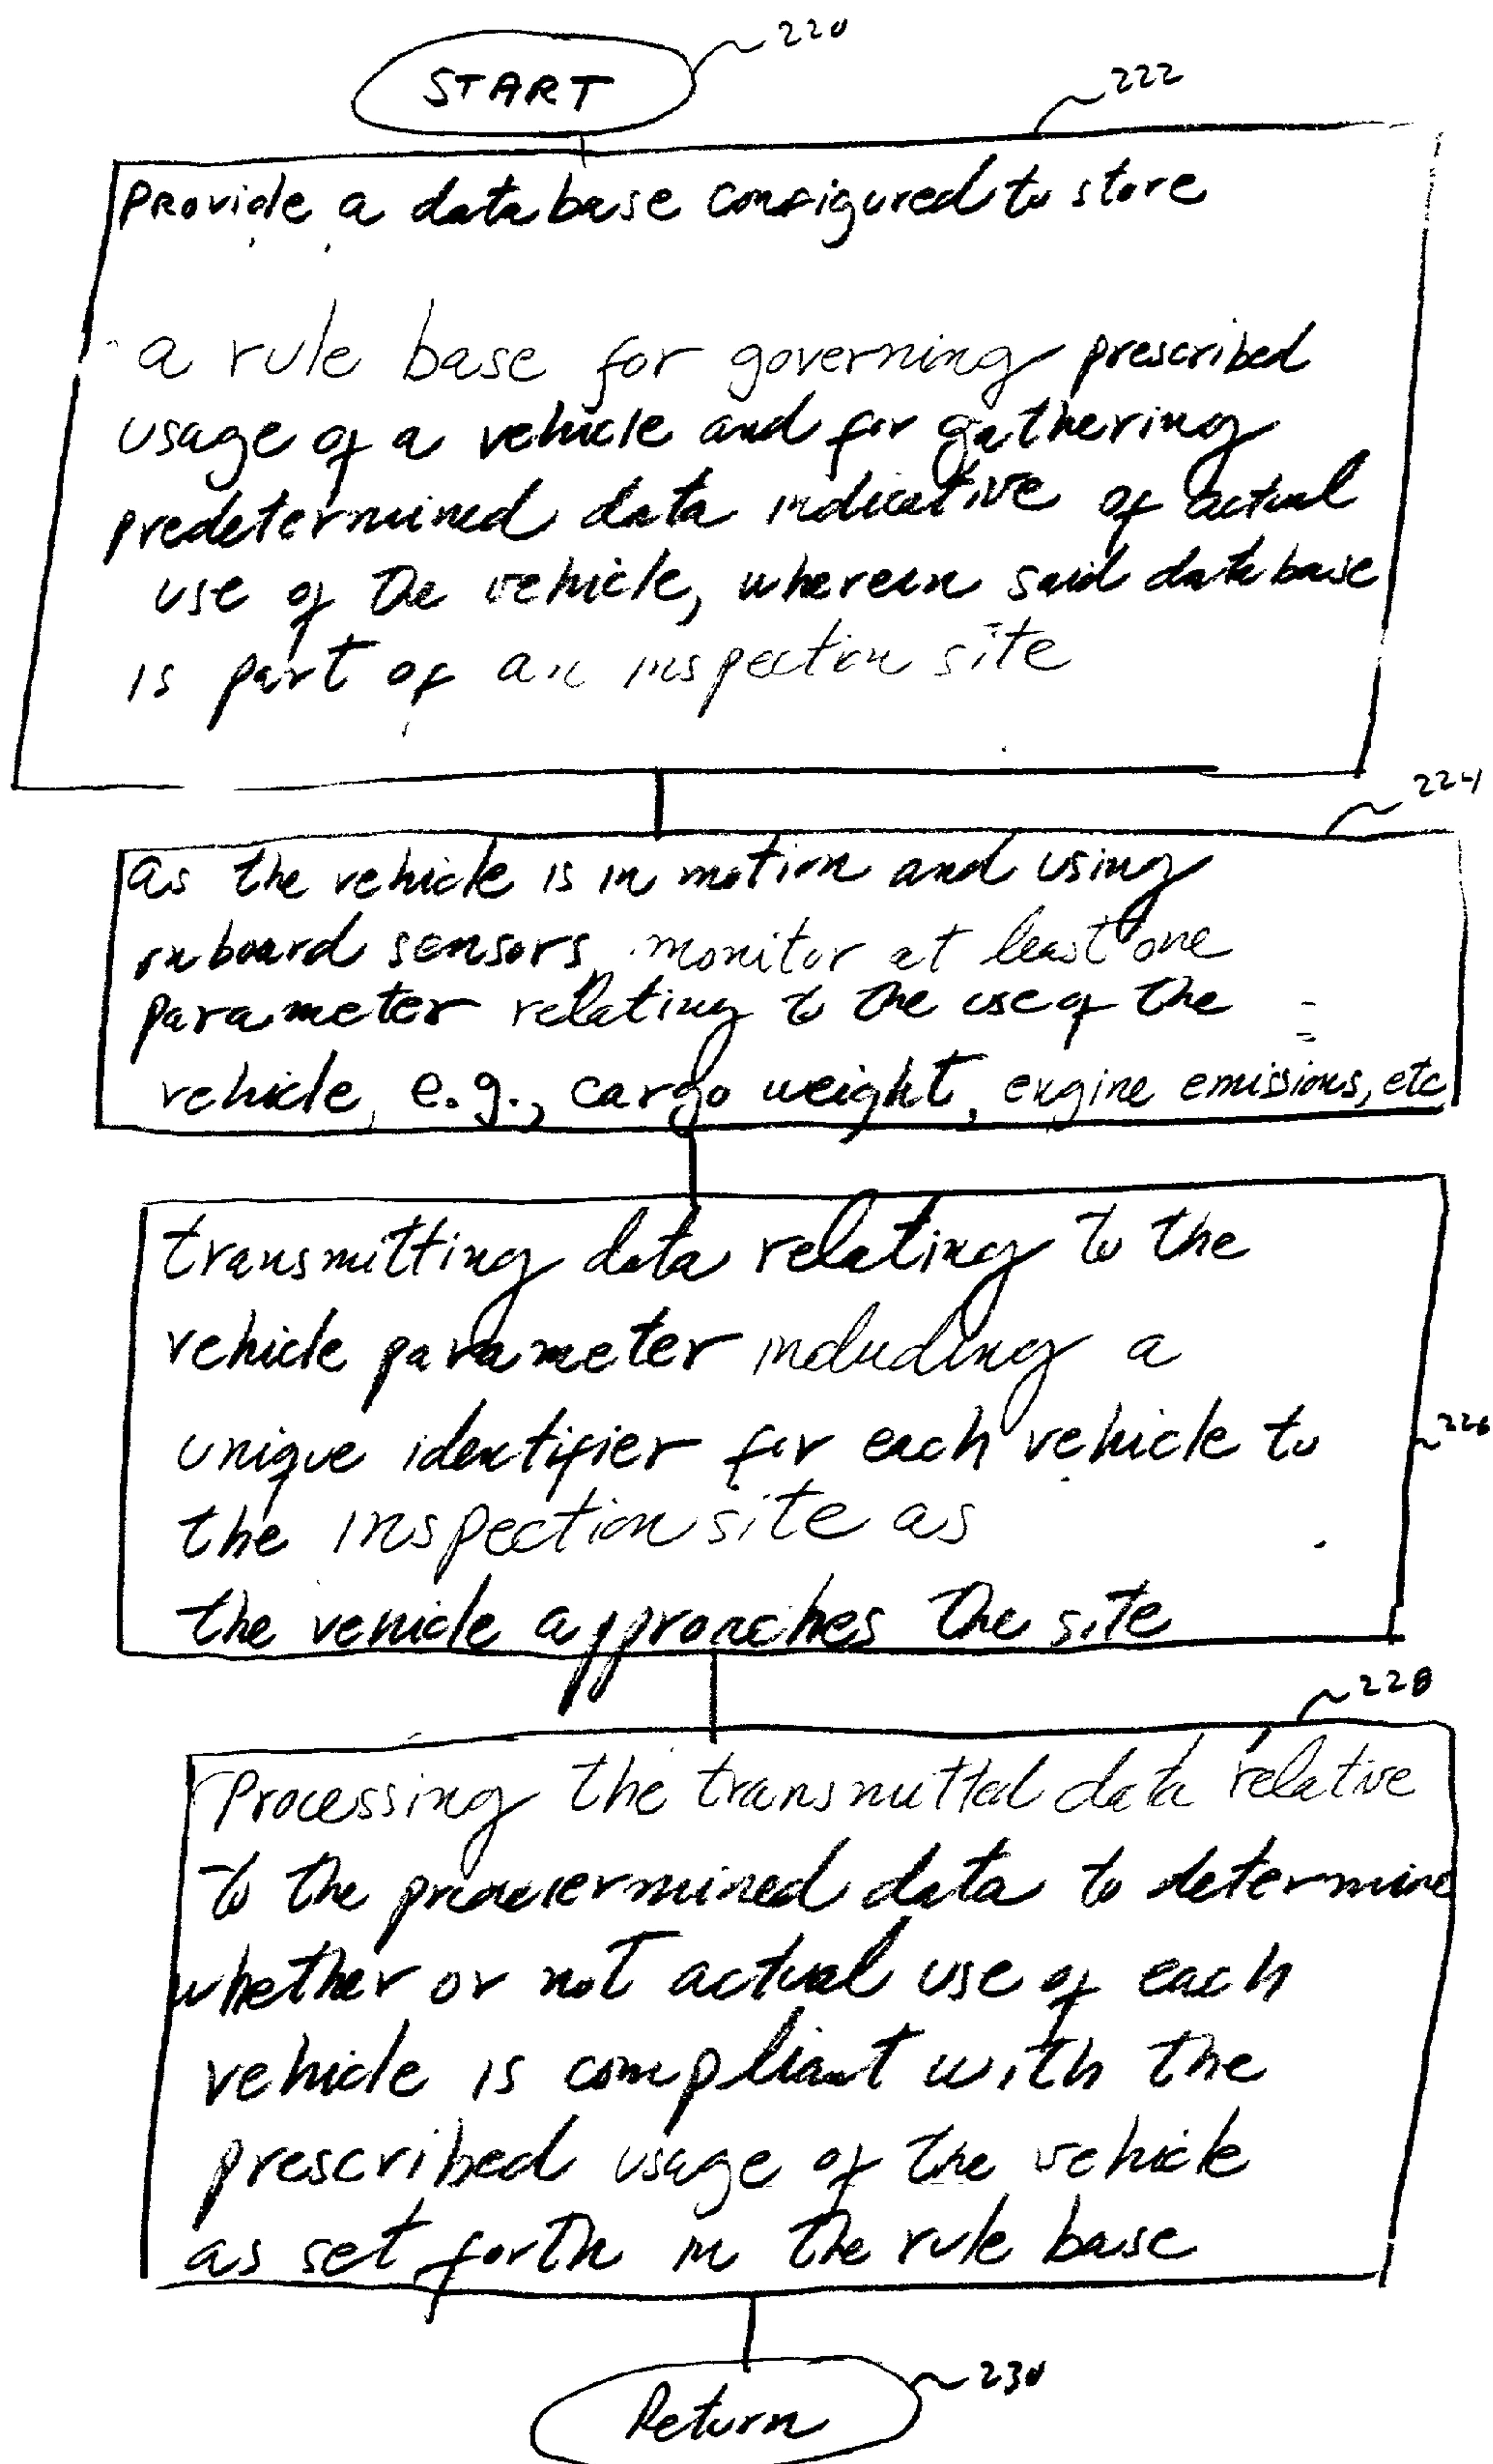 220
START
222
Provide a database configured to store
a rule base for governing prescribed
usage of a vehicle and for gathering
predetermined data indicative of actual
use of the vehicle, wherein said database
is part of an inspection site
224
as the vehicle is in motion and using
onboard sensors, monitor at least one
parameter relating to the use of the
vehicle, e.g., cargo weight, engine emissions, etc
transmitting data relating to the
vehicle parameter including a
unique identifier for each vehicle to
226
the inspection site as
the vehicle approaches the site
228
Processing the transmitted data relative
to the predetermined data to determine
whether or not actual use of each
vehicle is compliant with the
prescribed usage of the vehicle
as set forth in the rule base
230
Return